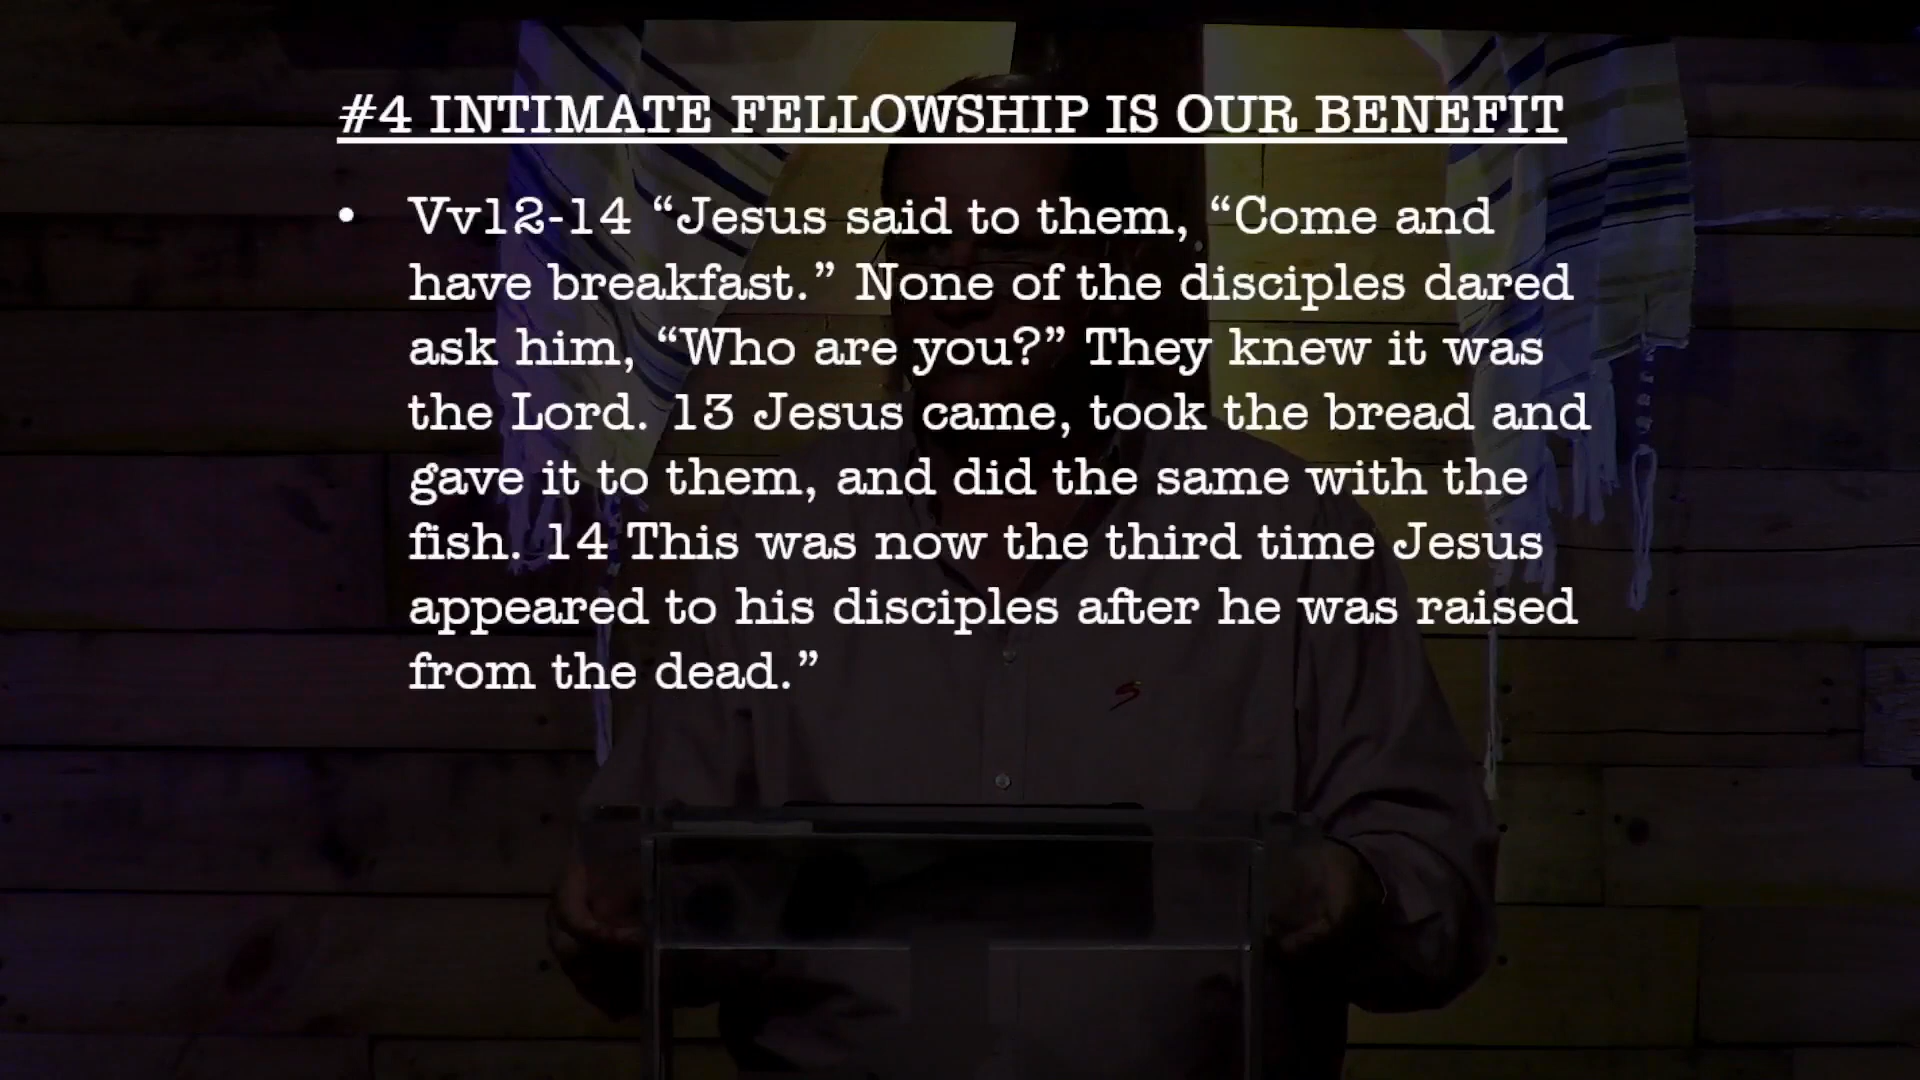 #4 INTIMATE FELLOWSHIP IS OUR BENEFIT
• Vv12-14 “Jesus said to them, “Come and
have breakfast.” None of the disciples dared
ask him, “Who are you?” They knew it was
the Lord. 13 Jesus came, took the bread and
gave it to them, and did the same with the
fish. 14 This was now the third time Jesus
appeared to his disciples after he was raised
from the dead.”